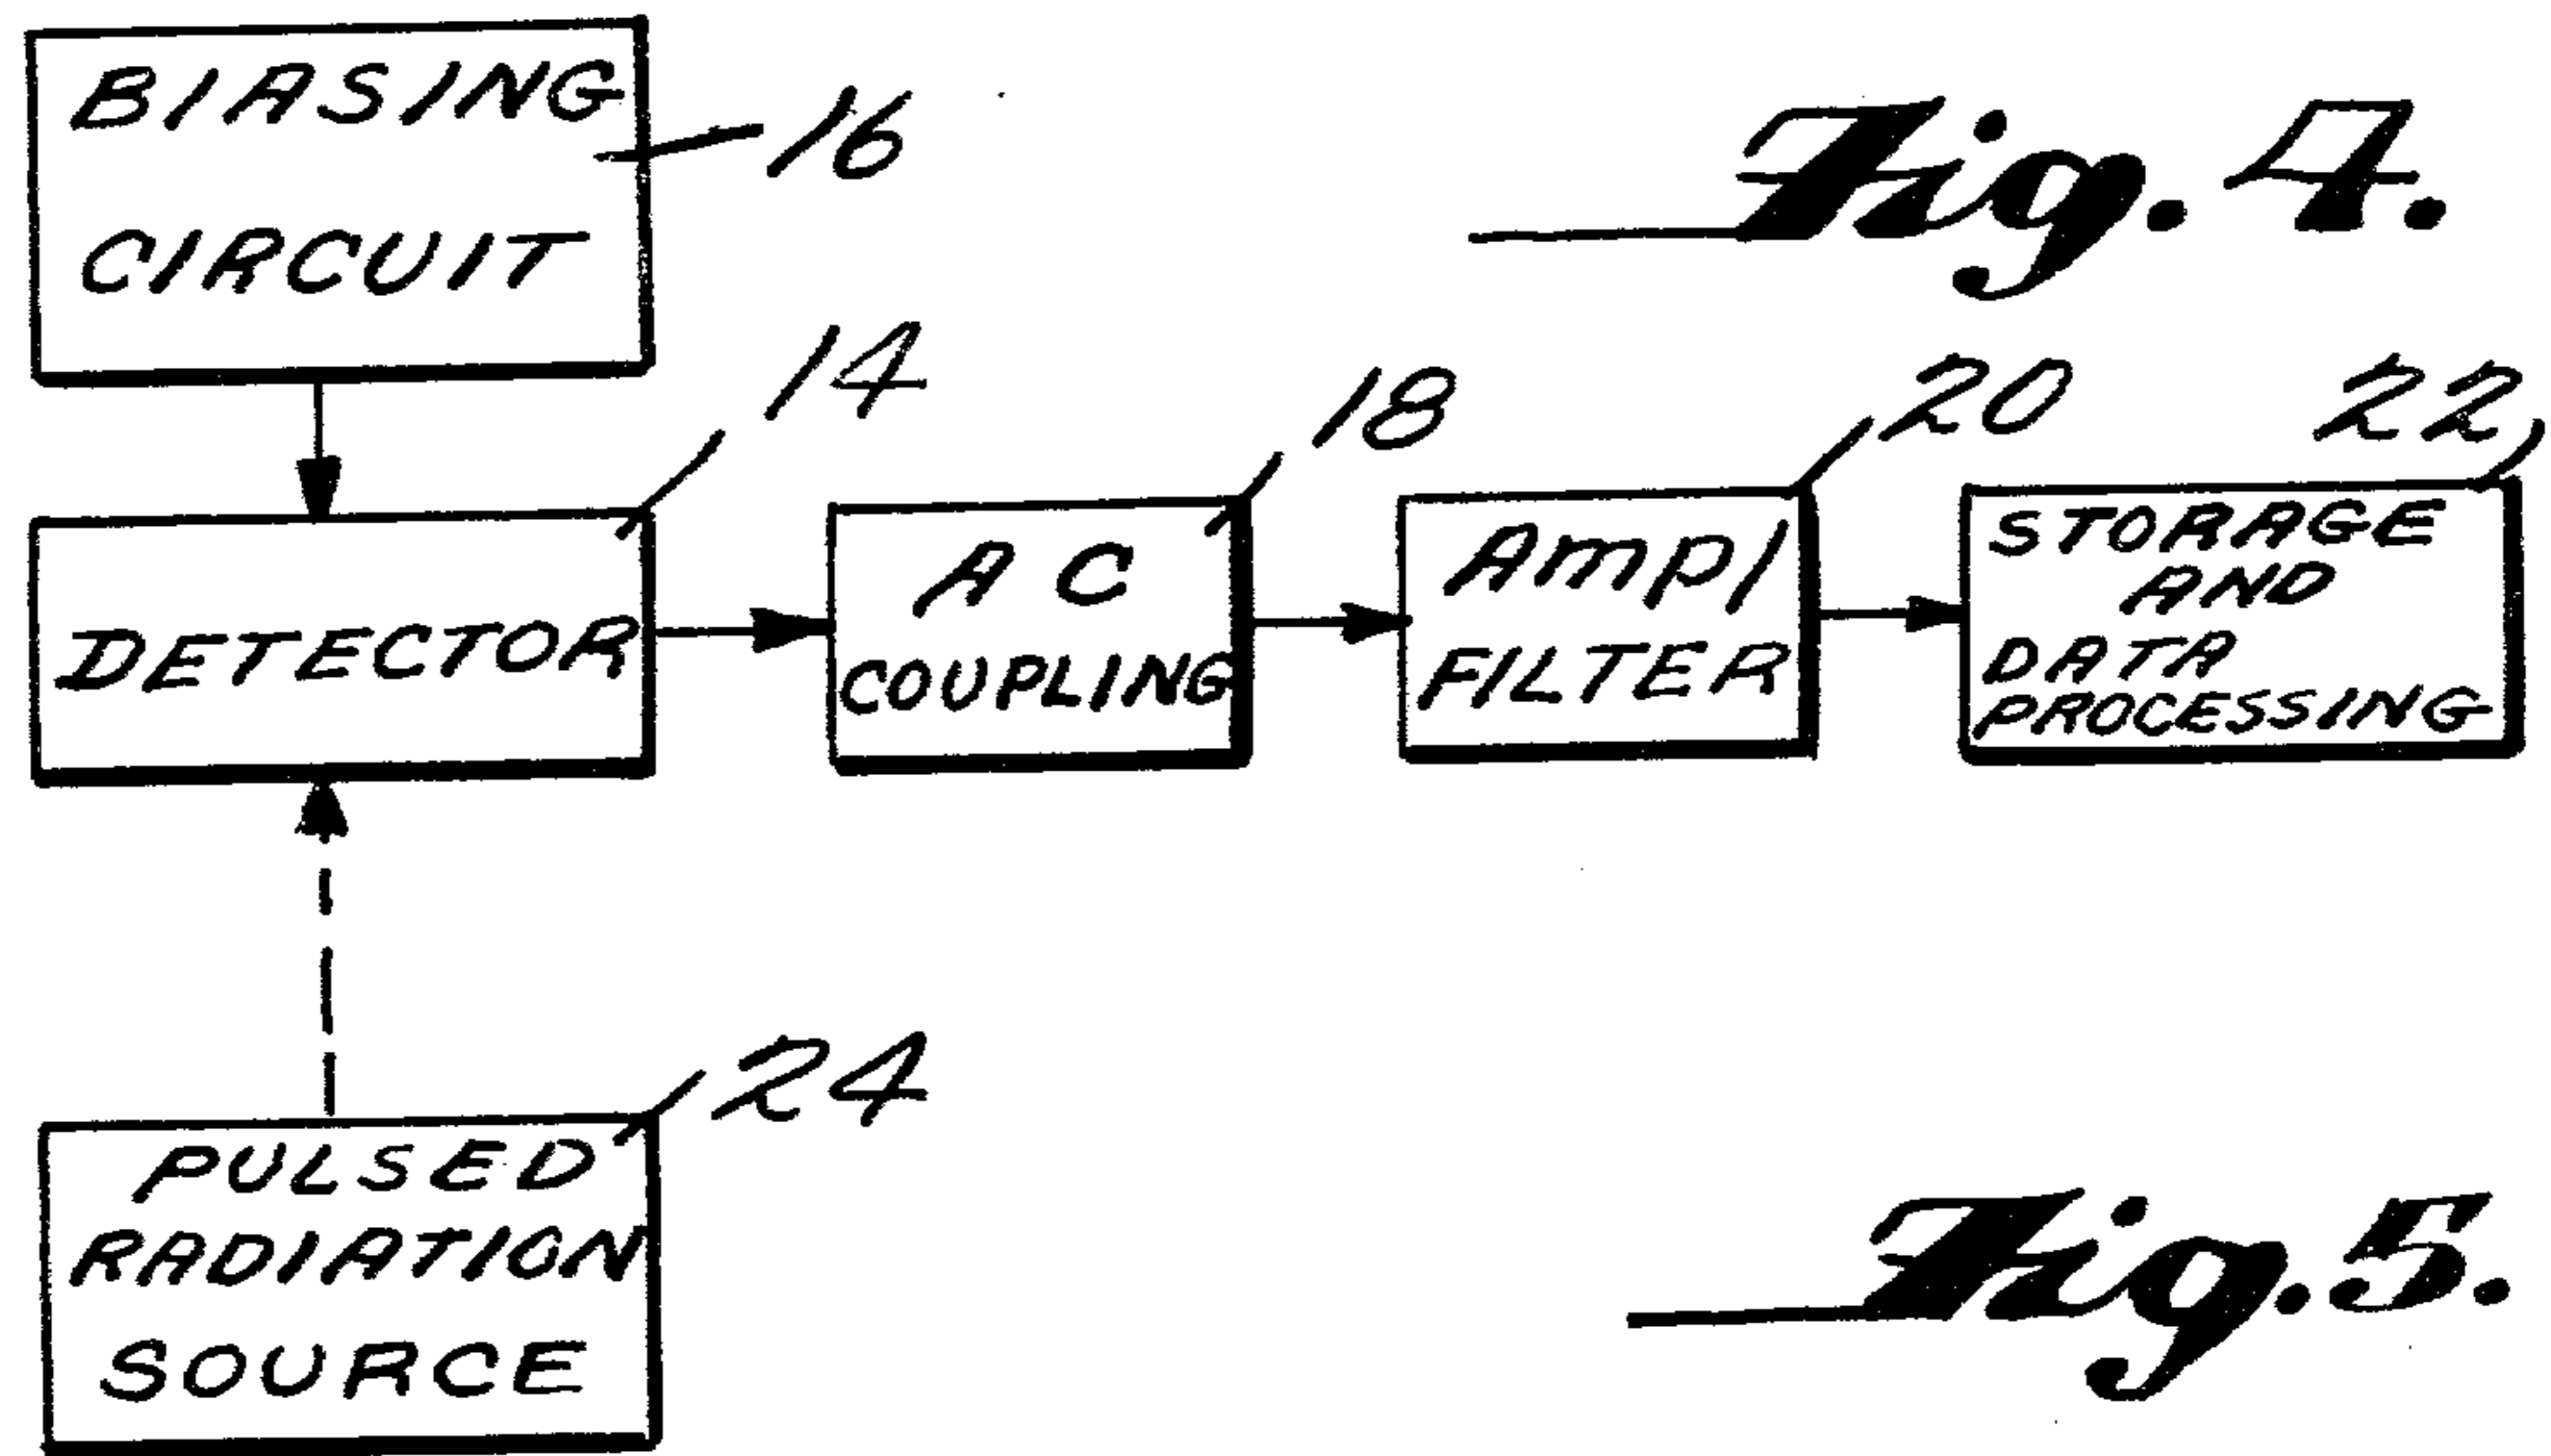 BIASING
CIRCUIT
16
Fig. 4.
14
18
20
22
DETECTOR
AC
COUPLING
Ampl
FILTER
STORAGE
AND
DATA
PROCESSING
24
PULSED
RADIATION
SOURCE
Fig. 5.